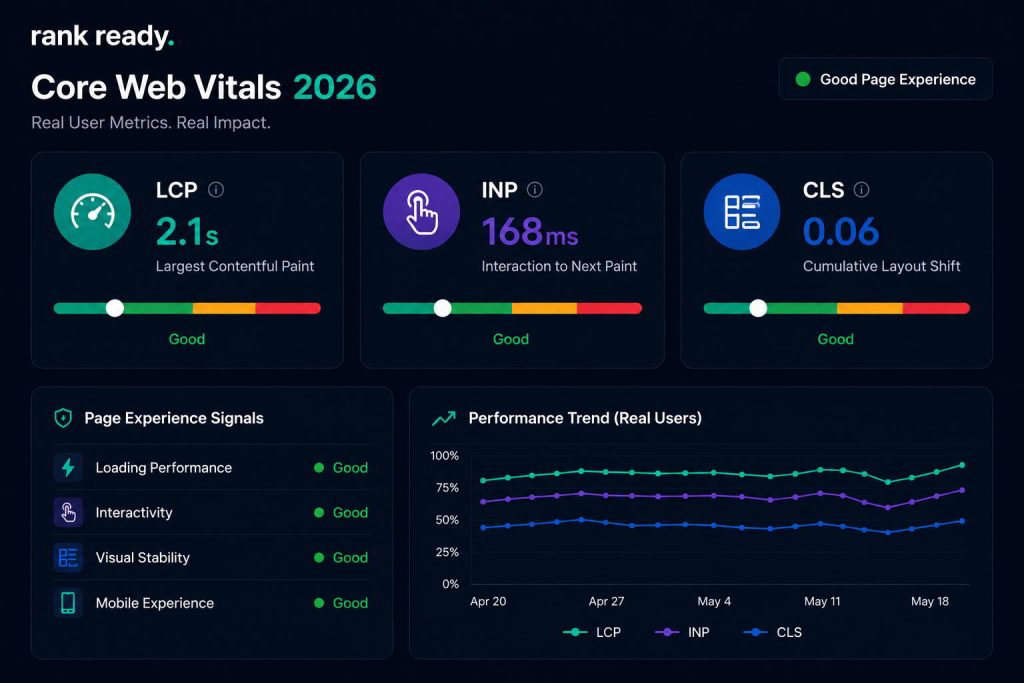 rank ready.
Core Web Vitals 2026
Real User Metrics. Real Impact.
Good Page Experience
LCP
2.1s
Largest Contentful Paint
Good
INP
168ms
Interaction to Next Paint
Good
CLS
0.06
Cumulative Layout Shift
Good
Page Experience Signals
Loading Performance Good
Interactivity Good
Visual Stability Good
Mobile Experience Good
Performance Trend (Real Users)
100%
75%
50%
25%
0%
Apr 20 Apr 27 May 4 May 11 May 18
LCP INP CLS